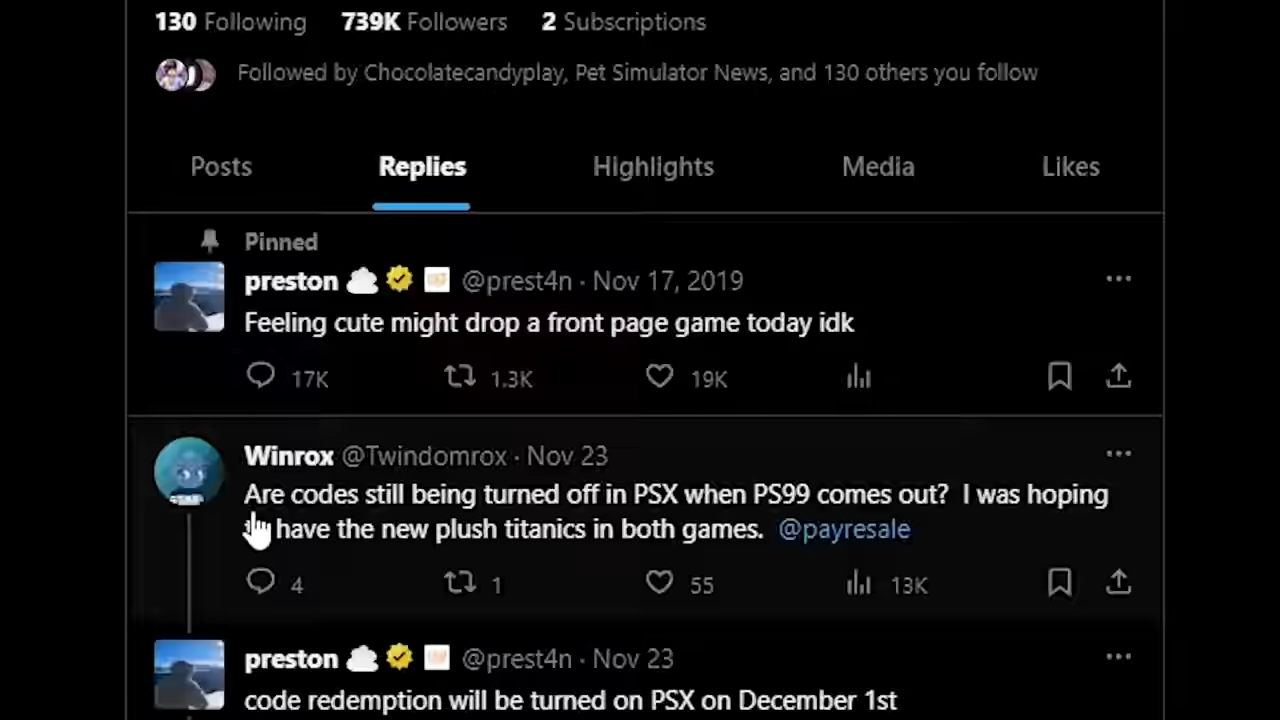 130 Following 739K Followers 2 Subscriptions
Followed by Chocolatecandyplay, Pet Simulator News, and 130 others you follow
Posts Replies Highlights Media Likes
Pinned
preston @prest4n · Nov 17, 2019
Feeling cute might drop a front page game today idk
17K 1.3K 19K
Winrox @Twindomrox · Nov 23
Are codes still being turned off in PSX when PS99 comes out? I was hoping
have the new plush titanics in both games. @payresale
4 1 55 13K
preston @prest4n · Nov 23
code redemption will be turned on PSX on December 1st